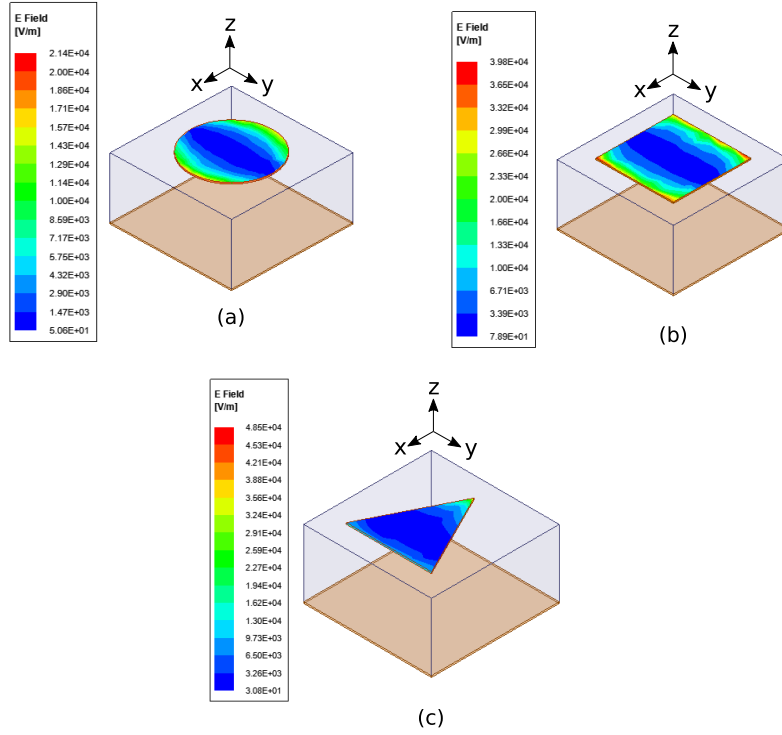 E Field
[V/m]
2.14E+04
2.00E+04
1.86E+04
1.71E+04
1.57E+04
1.43E+04
1.29E+04
1.14E+04
1.00E+04
8.59E+03
7.17E+03
5.75E+03
4.32E+03
2.90E+03
1.47E+03
5.06E+01
z
x
y
(a)
E Field
[V/m]
3.98E+04
3.65E+04
3.32E+04
2.99E+04
2.66E+04
2.33E+04
2.00E+04
1.66E+04
1.33E+04
1.00E+04
6.71E+03
3.39E+03
7.89E+01
z
x
y
(b)
E Field
[V/m]
4.85E+04
4.53E+04
4.21E+04
3.88E+04
3.56E+04
3.24E+04
2.91E+04
2.59E+04
2.27E+04
1.94E+04
1.62E+04
1.30E+04
9.73E+03
6.50E+03
3.26E+03
3.08E+01
z
x
y
(c)